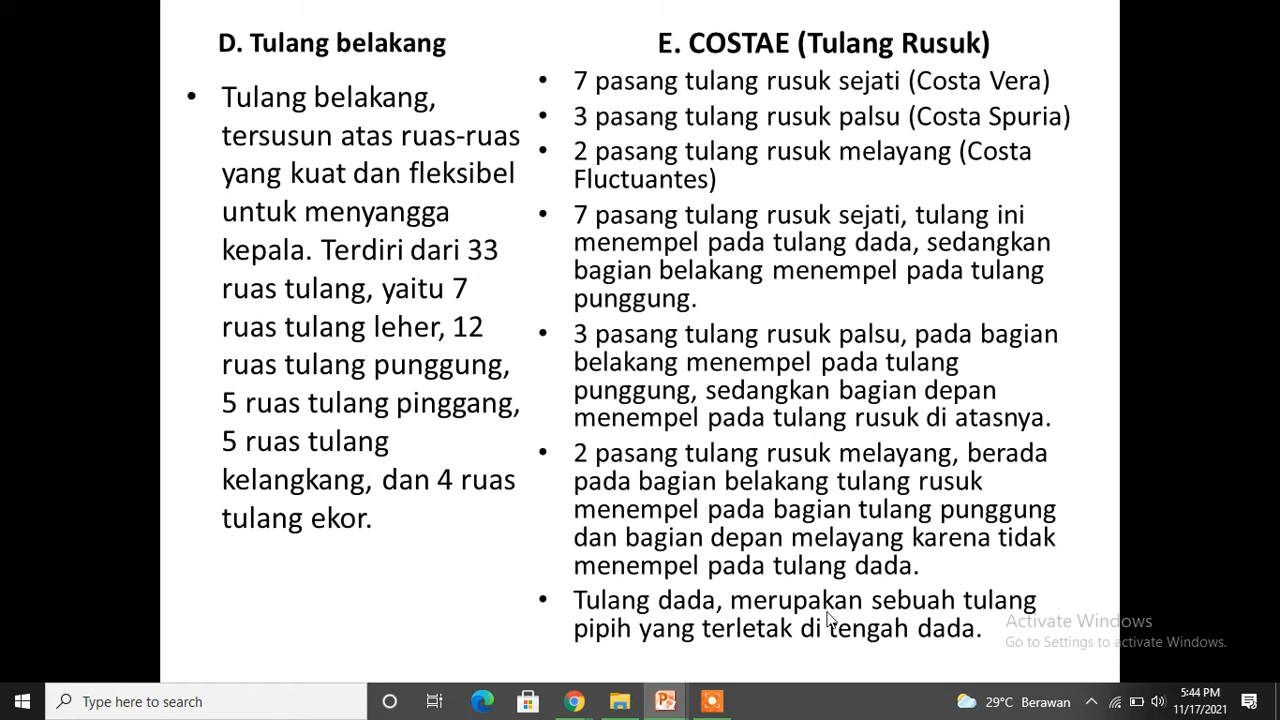 D. Tulang belakang
• Tulang belakang,
tersusun atas ruas-ruas
yang kuat dan fleksibel
untuk menyangga
kepala. Terdiri dari 33
ruas tulang, yaitu 7
ruas tulang leher, 12
ruas tulang punggung,
5 ruas tulang pinggang,
5 ruas tulang
kelangkang, dan 4 ruas
tulang ekor.
E. COSTAE (Tulang Rusuk)
• 7 pasang tulang rusuk sejati (Costa Vera)
• 3 pasang tulang rusuk palsu (Costa Spuria)
• 2 pasang tulang rusuk melayang (Costa
Fluctuantes)
• 7 pasang tulang rusuk sejati, tulang ini
menempel pada tulang dada, sedangkan
bagian belakang menempel pada tulang
punggung.
• 3 pasang tulang rusuk palsu, pada bagian
belakang menempel pada tulang
punggung, sedangkan bagian depan
menempel pada tulang rusuk di atasnya.
• 2 pasang tulang rusuk melayang, berada
pada bagian belakang tulang rusuk
menempel pada bagian tulang punggung
dan bagian depan melayang karena tidak
menempel pada tulang dada.
• Tulang dada, merupakan sebuah tulang
pipih yang terletak di tengah dada.
Activate Windows
Go to Settings to activate Windows.
Type here to search
29°C Berawan
5:44 PM
11/17/2021